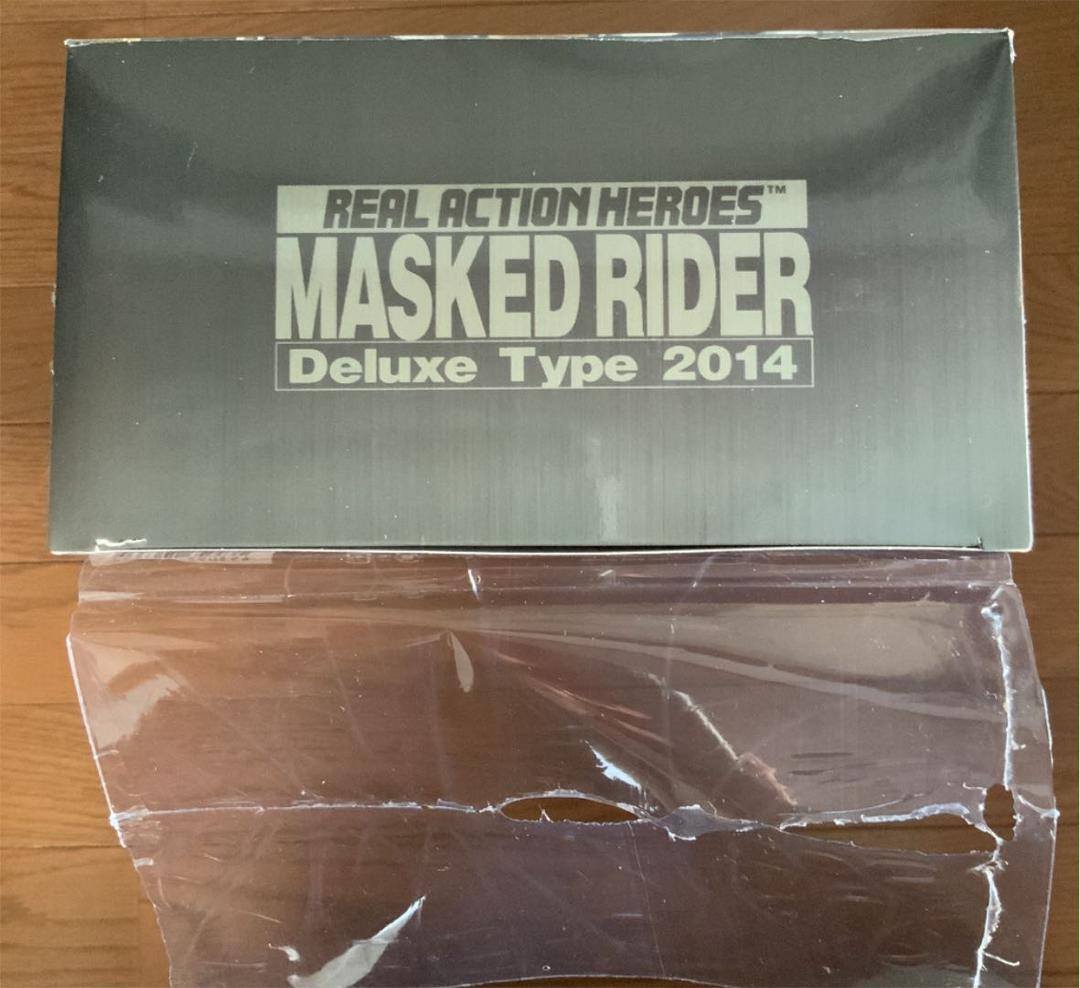 REAL ACTION HEROES™
MASKED RIDER
Deluxe Type 2014